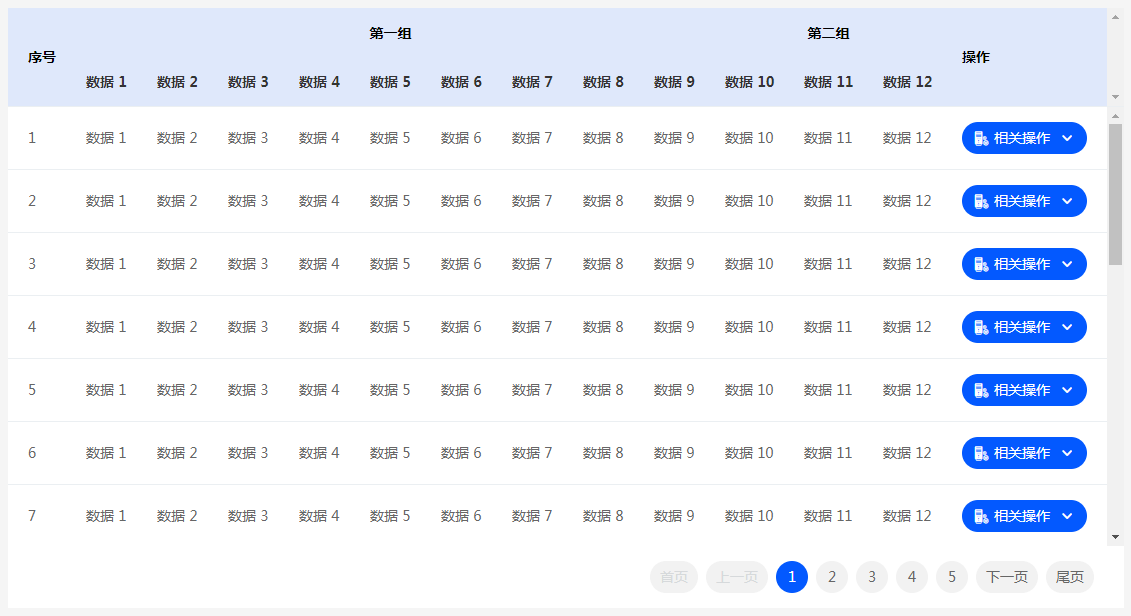 第一组 第二组
序号 操作
数据 1 数据 2 数据 3 数据 4 数据 5 数据 6 数据 7 数据 8 数据 9 数据 10 数据 11 数据 12
1 数据 1 数据 2 数据 3 数据 4 数据 5 数据 6 数据 7 数据 8 数据 9 数据 10 数据 11 数据 12 相关操作
2 数据 1 数据 2 数据 3 数据 4 数据 5 数据 6 数据 7 数据 8 数据 9 数据 10 数据 11 数据 12 相关操作
3 数据 1 数据 2 数据 3 数据 4 数据 5 数据 6 数据 7 数据 8 数据 9 数据 10 数据 11 数据 12 相关操作
4 数据 1 数据 2 数据 3 数据 4 数据 5 数据 6 数据 7 数据 8 数据 9 数据 10 数据 11 数据 12 相关操作
5 数据 1 数据 2 数据 3 数据 4 数据 5 数据 6 数据 7 数据 8 数据 9 数据 10 数据 11 数据 12 相关操作
6 数据 1 数据 2 数据 3 数据 4 数据 5 数据 6 数据 7 数据 8 数据 9 数据 10 数据 11 数据 12 相关操作
7 数据 1 数据 2 数据 3 数据 4 数据 5 数据 6 数据 7 数据 8 数据 9 数据 10 数据 11 数据 12 相关操作
首页 上一页 1 2 3 4 5 下一页 尾页